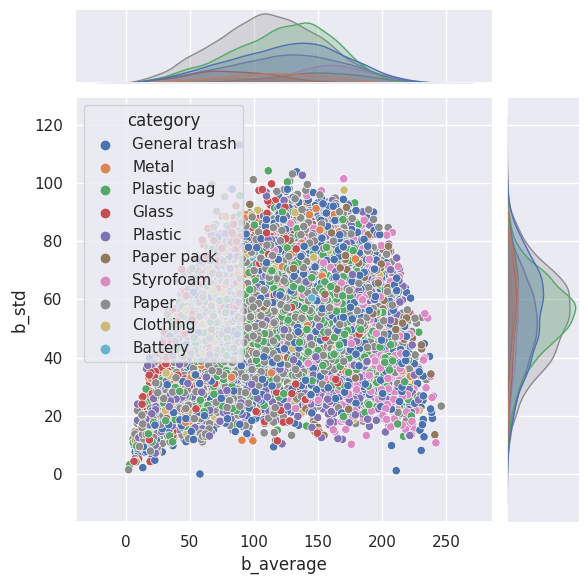 category
General trash
Metal
Plastic bag
Glass
Plastic
Paper pack
Styrofoam
Paper
Clothing
Battery
120
100
80
60
40
20
0
b_std
0 50 100 150 200 250
b_average